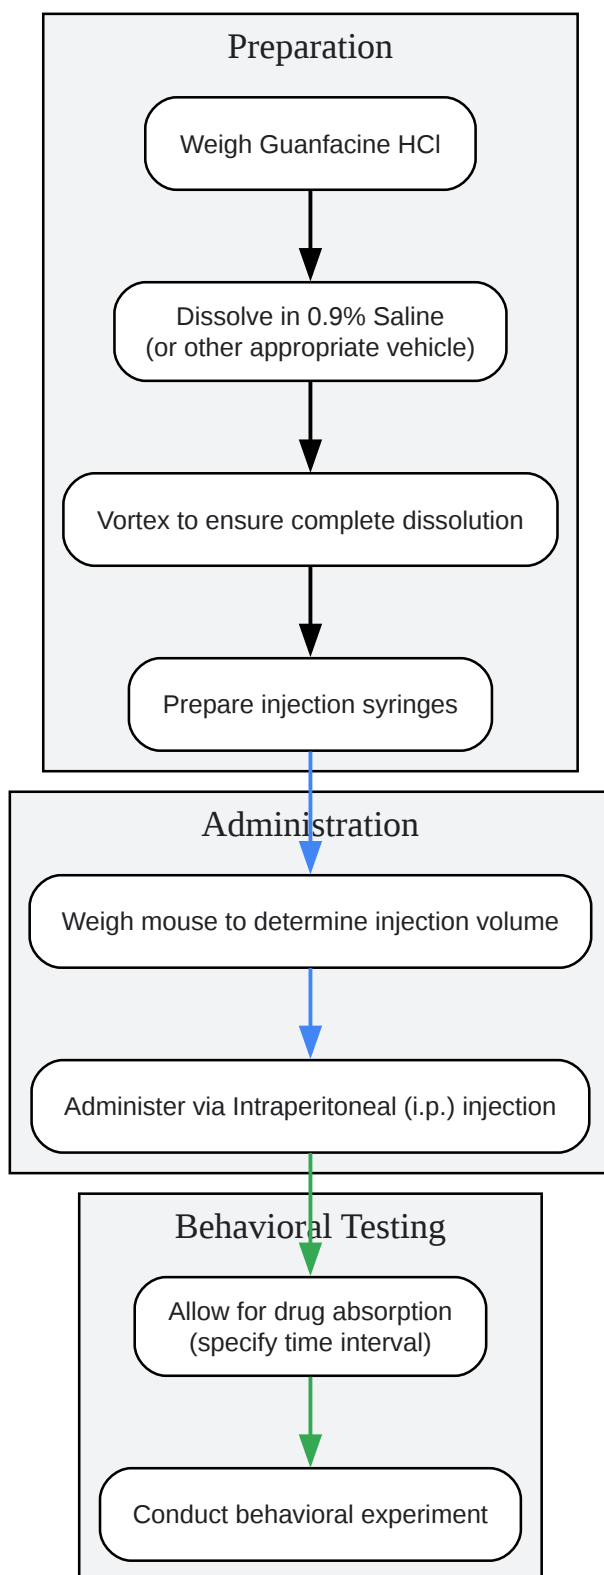 Preparation
Weigh Guanfacine HCl
Dissolve in 0.9% Saline
(or other appropriate vehicle)
Vortex to ensure complete dissolution
Prepare injection syringes
Administration
Weigh mouse to determine injection volume
Administer via Intraperitoneal (i.p.) injection
Behavioral Testing
Allow for drug absorption
(specify time interval)
Conduct behavioral experiment